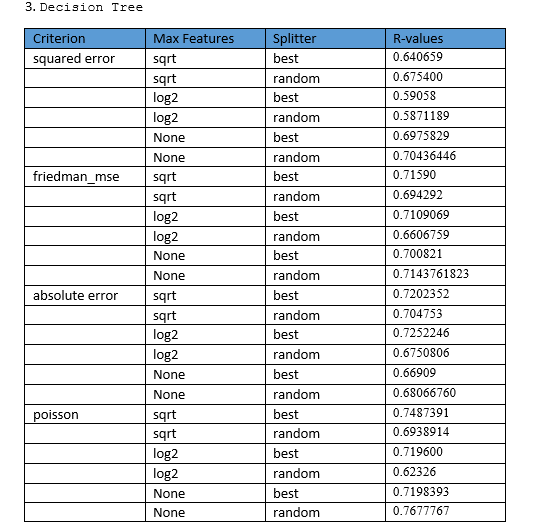 3. Decision Tree
Criterion Max Features Splitter R-values
squared error sqrt best 0.640659
sqrt random 0.675400
log2 best 0.59058
log2 random 0.5871189
None best 0.6975829
None random 0.70436446
friedman_mse sqrt best 0.71590
sqrt random 0.694292
log2 best 0.7109069
log2 random 0.6606759
None best 0.700821
None random 0.7143761823
absolute error sqrt best 0.7202352
sqrt random 0.704753
log2 best 0.7252246
log2 random 0.6750806
None best 0.66909
None random 0.68066760
poisson sqrt best 0.7487391
sqrt random 0.6938914
log2 best 0.719600
log2 random 0.62326
None best 0.7198393
None random 0.7677767